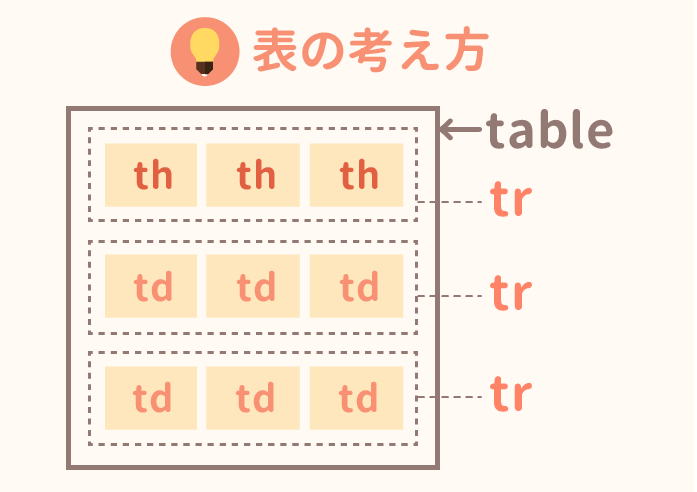 表の考え方
table
th th th
tr
td td td
tr
td td td
tr